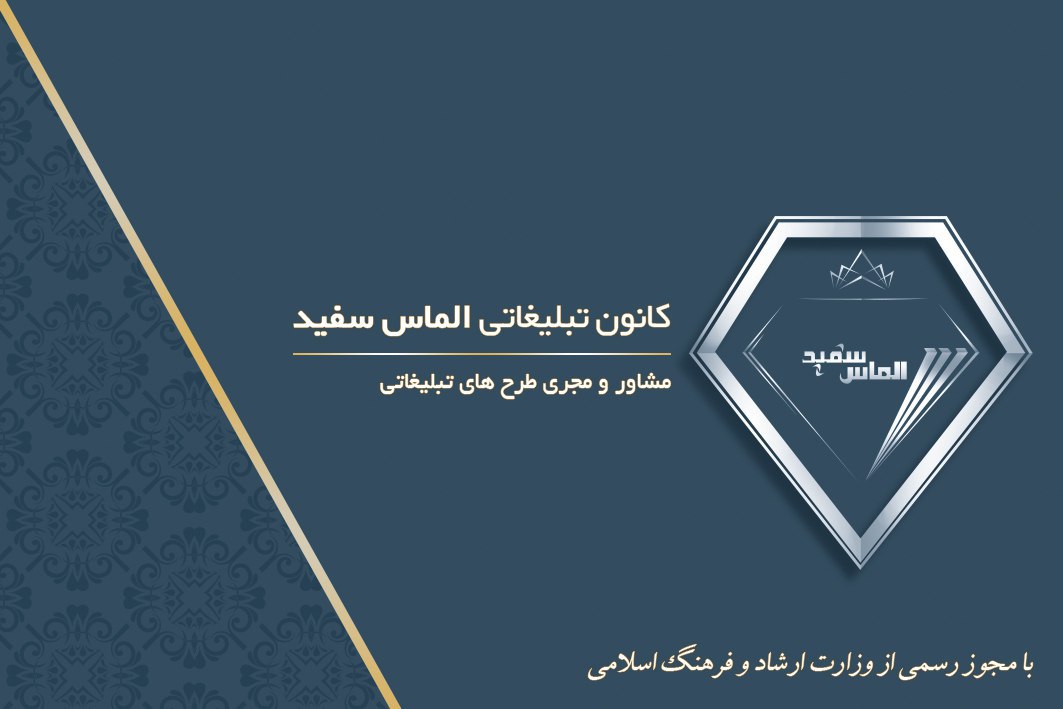 کانون تبلیغاتی الماس سفید
مشاور و مجری طرح های تبلیغاتی
الماس سفید
با مجوز رسمی از وزارت ارشاد و فرهنگ اسلامی